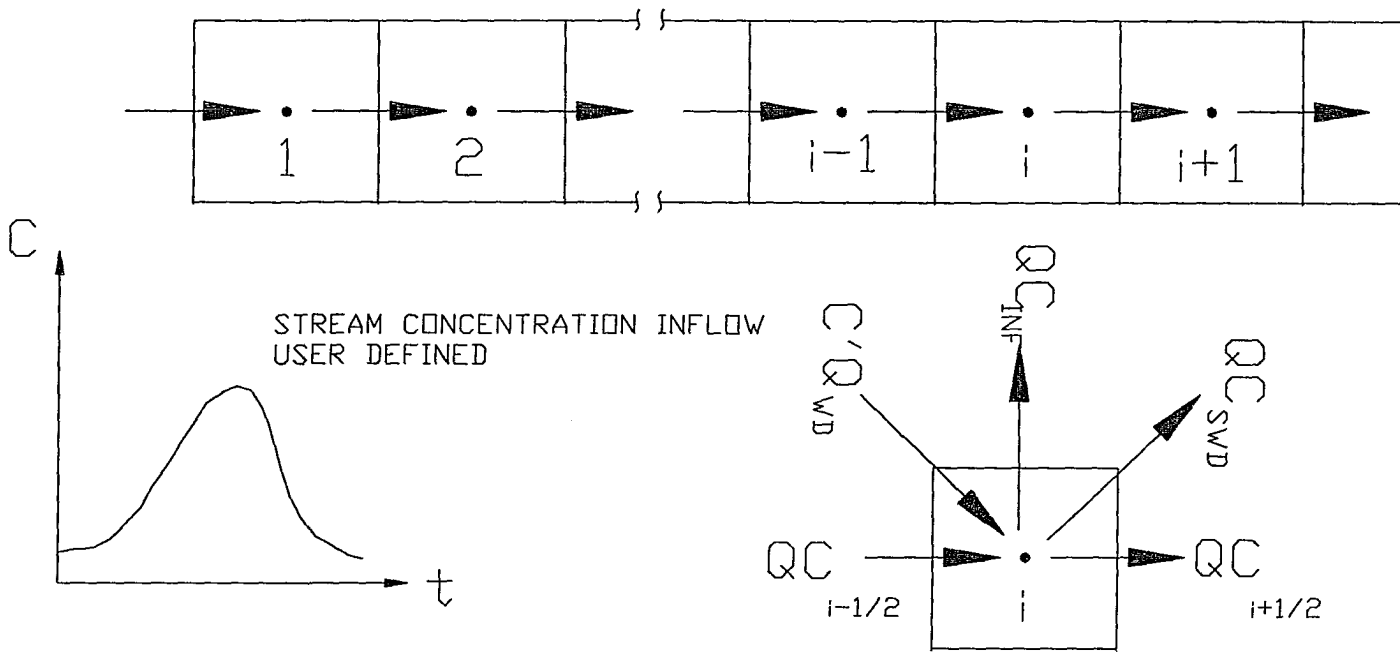 1 2 i-1 i i+1
C
STREAM CONCENTRATION INFLOW
USER DEFINED
t
C'Q WD
QC INF
QC SWD
QC i-1/2
i
QC i+1/2